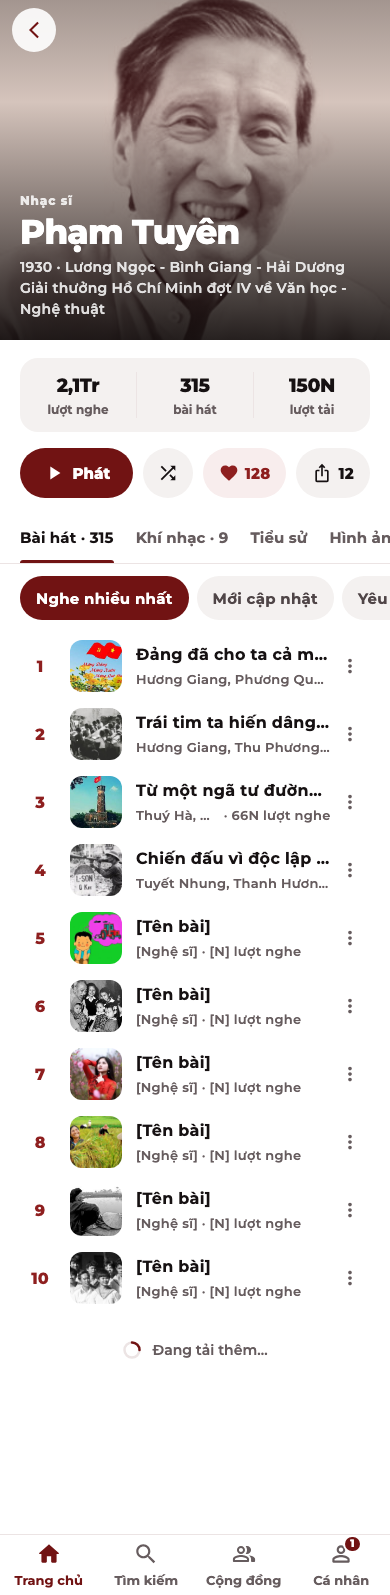 Nhạc sĩ
Phạm Tuyên
1930 · Lương Ngọc - Bình Giang - Hải Dương
Giải thưởng Hồ Chí Minh đợt IV về Văn học -
Nghệ thuật
2,1Tr
lượt nghe
315
bài hát
150N
lượt tải
Phát
128
12
Bài hát · 315
Khí nhạc · 9
Tiểu sử
Hình ản
Nghe nhiều nhất
Mới cập nhật
Yêu
1
Đảng đã cho ta cả m...
Hương Giang, Phương Qu...
2
Trái tim ta hiến dâng...
Hương Giang, Thu Phương...
3
Từ một ngã tư đườn...
Thuý Hà, ... · 66N lượt nghe
4
Chiến đấu vì độc lập ...
Tuyết Nhung, Thanh Hươn...
5
[Tên bài]
[Nghệ sĩ] · [N] lượt nghe
6
[Tên bài]
[Nghệ sĩ] · [N] lượt nghe
7
[Tên bài]
[Nghệ sĩ] · [N] lượt nghe
8
[Tên bài]
[Nghệ sĩ] · [N] lượt nghe
9
[Tên bài]
[Nghệ sĩ] · [N] lượt nghe
10
[Tên bài]
[Nghệ sĩ] · [N] lượt nghe
Đang tải thêm...
Trang chủ
Tìm kiếm
Cộng đồng
1
Cá nhân